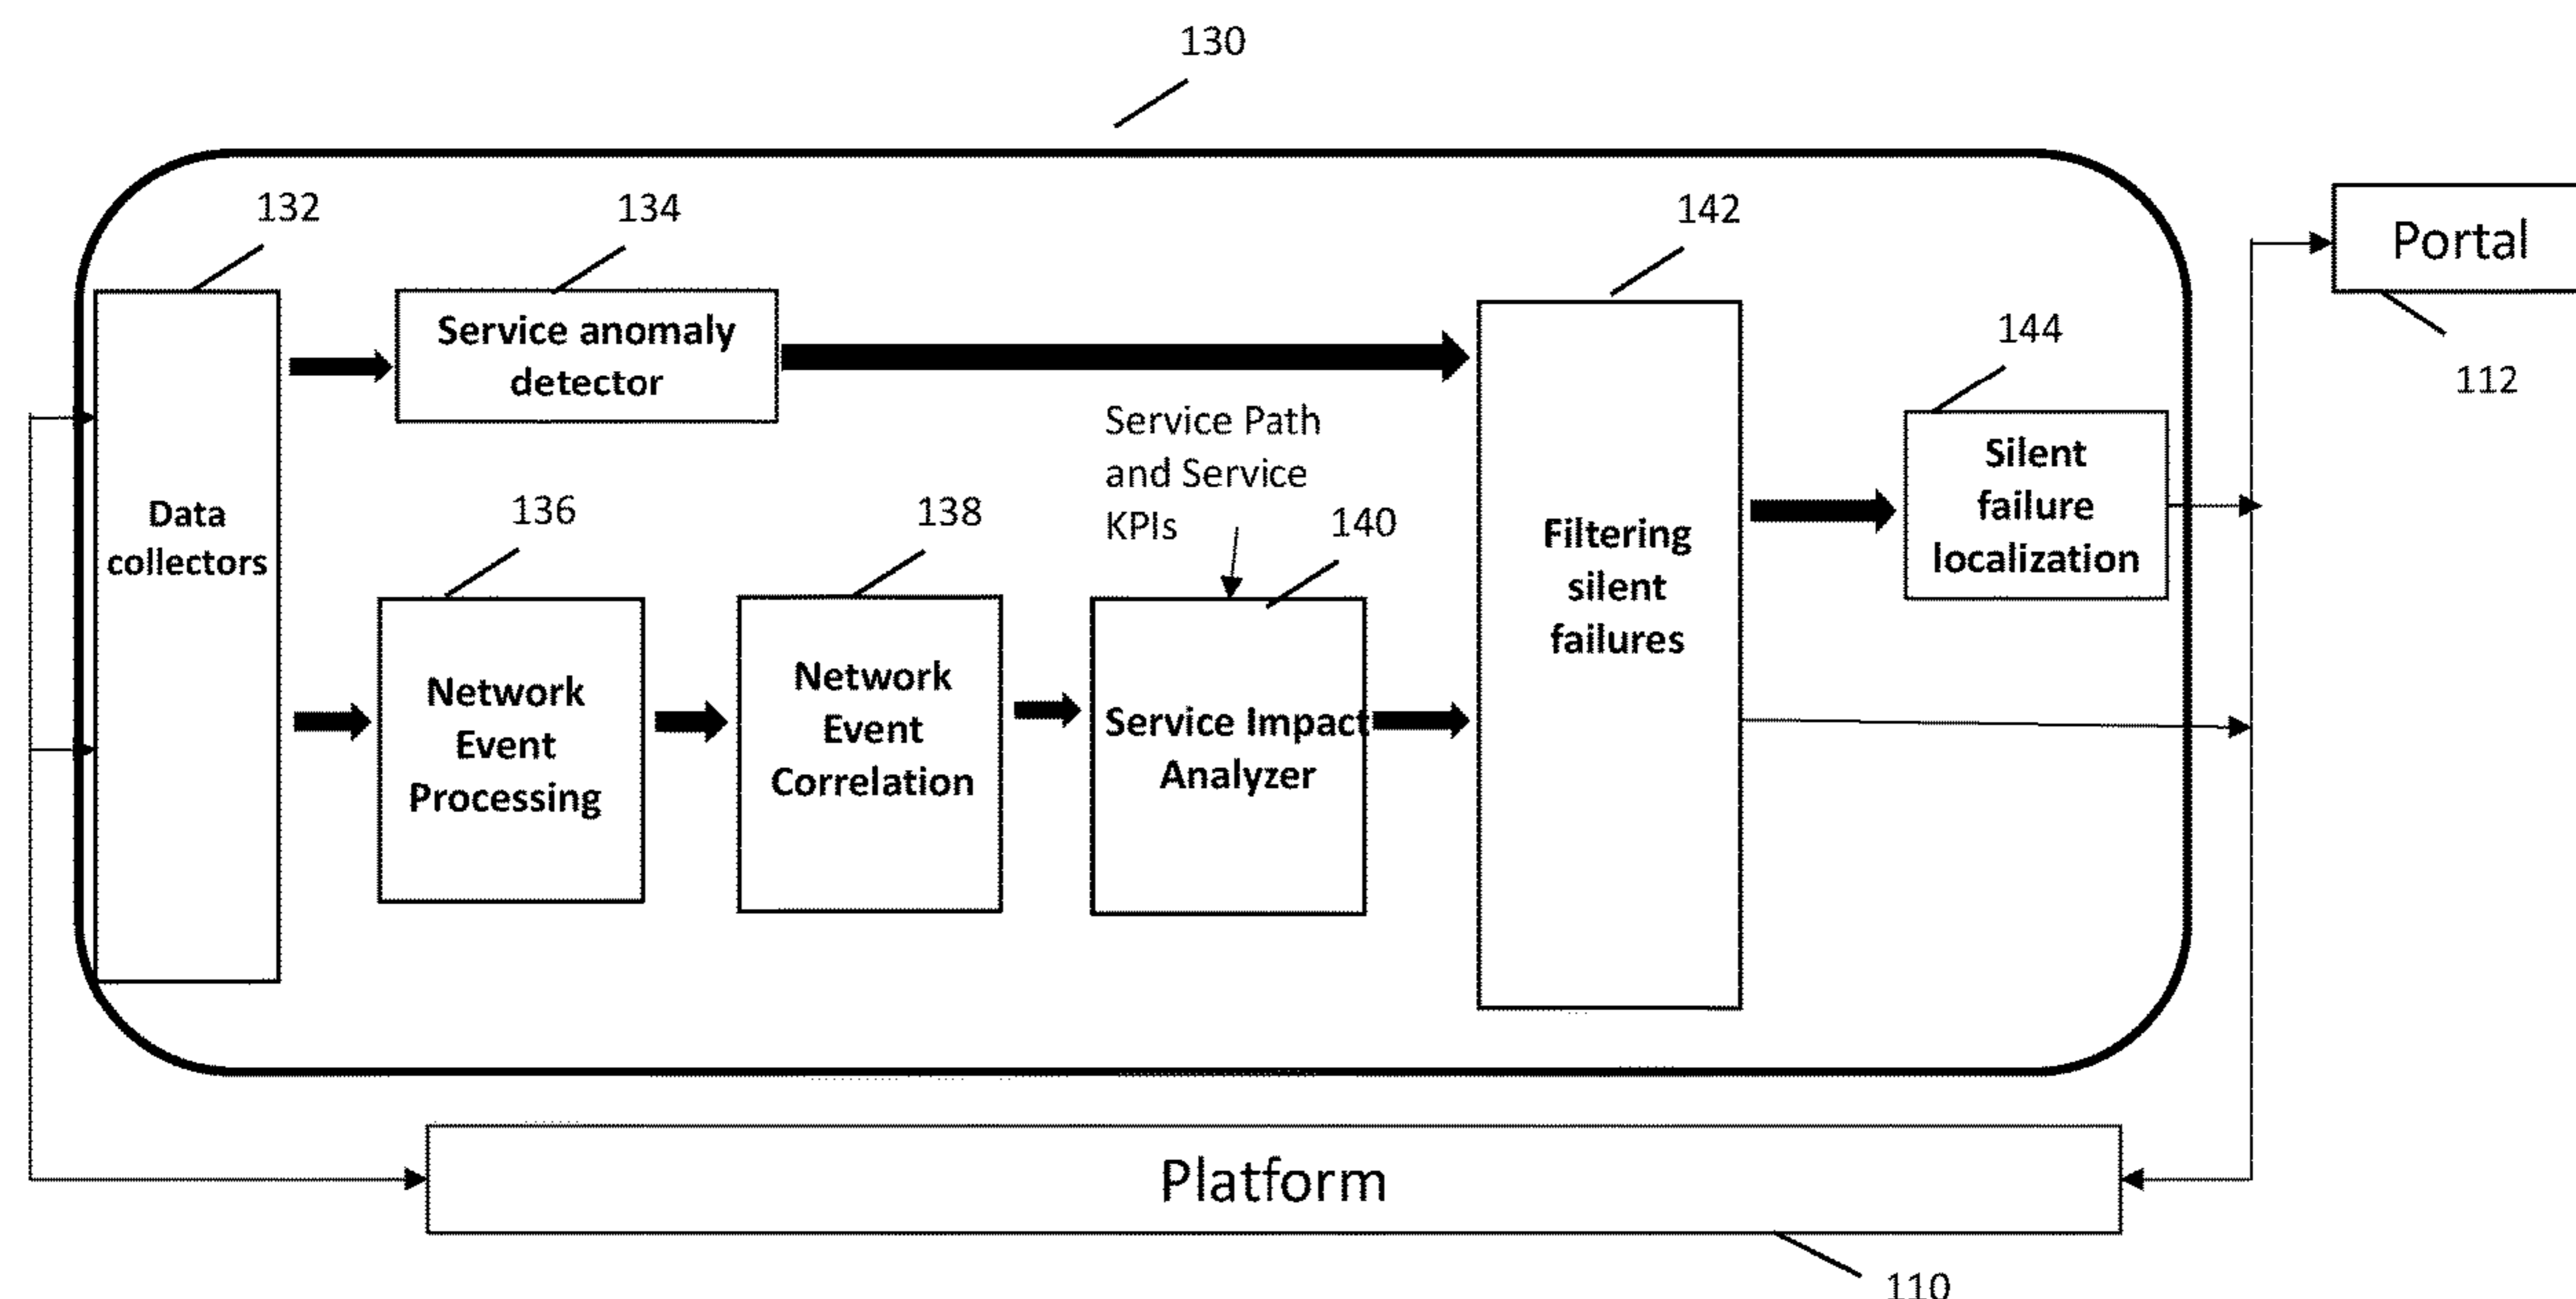 130
132
134
142
Portal
112
144
Service anomaly
detector
Service Path
and Service
KPIs
136
138
140
Data
collectors
Filtering
silent
failures
Silent
failure
localization
Network
Event
Processing
Network
Event
Correlation
Service Impact
Analyzer
Platform
110